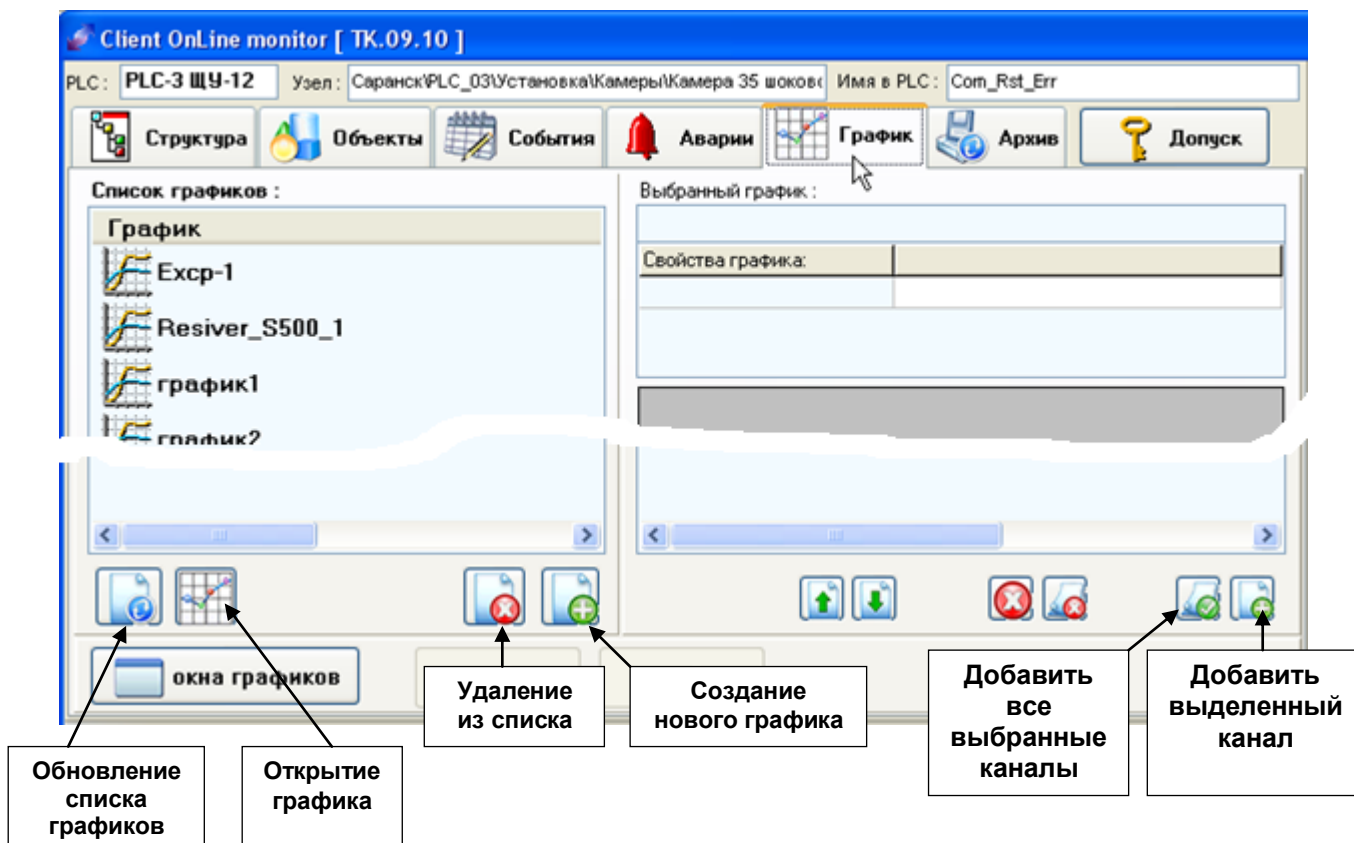 Client OnLine monitor [ TK.09.10 ]
PLC : PLC-3 ЩУ-12 Узел : Саранск\PLC_03\Установка\Камеры\Камера 35 шоково Имя в PLC : Com_Rst_Err
Структура Объекты События Аварии График Архив Допуск
Список графиков : Выбранный график :
График
Свойства графика:
Excp-1
Resiver_S500_1
график1
график2
окна графиков
Удаление
из списка
Создание
нового графика
Добавить
все
выбранные
каналы
Добавить
выделенный
канал
Обновление
списка
графиков
Открытие
графика